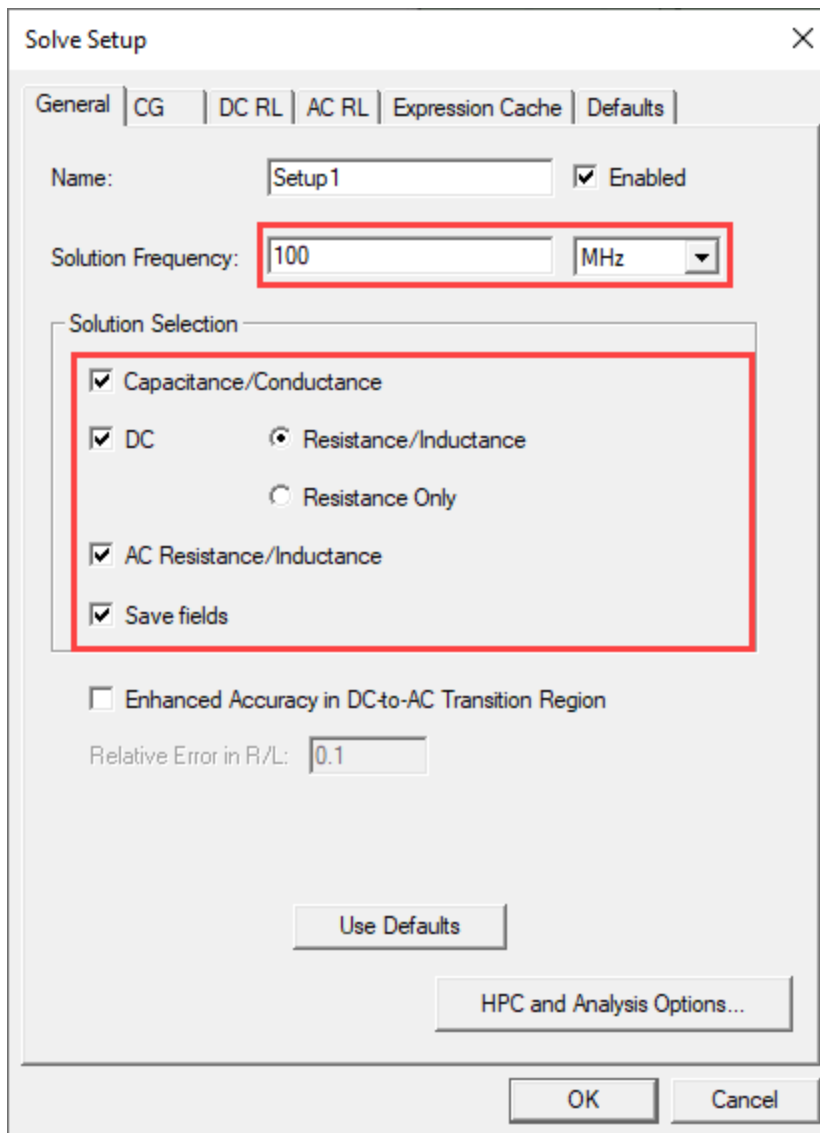 Solve Setup
General CG DC RL AC RL Expression Cache Defaults
Name: Setup1 Enabled
Solution Frequency: 100 MHz
Solution Selection
Capacitance/Conductance
DC Resistance/Inductance
Resistance Only
AC Resistance/Inductance
Save fields
Enhanced Accuracy in DC-to-AC Transition Region
Relative Error in R/L: 0.1
Use Defaults
HPC and Analysis Options...
OK Cancel